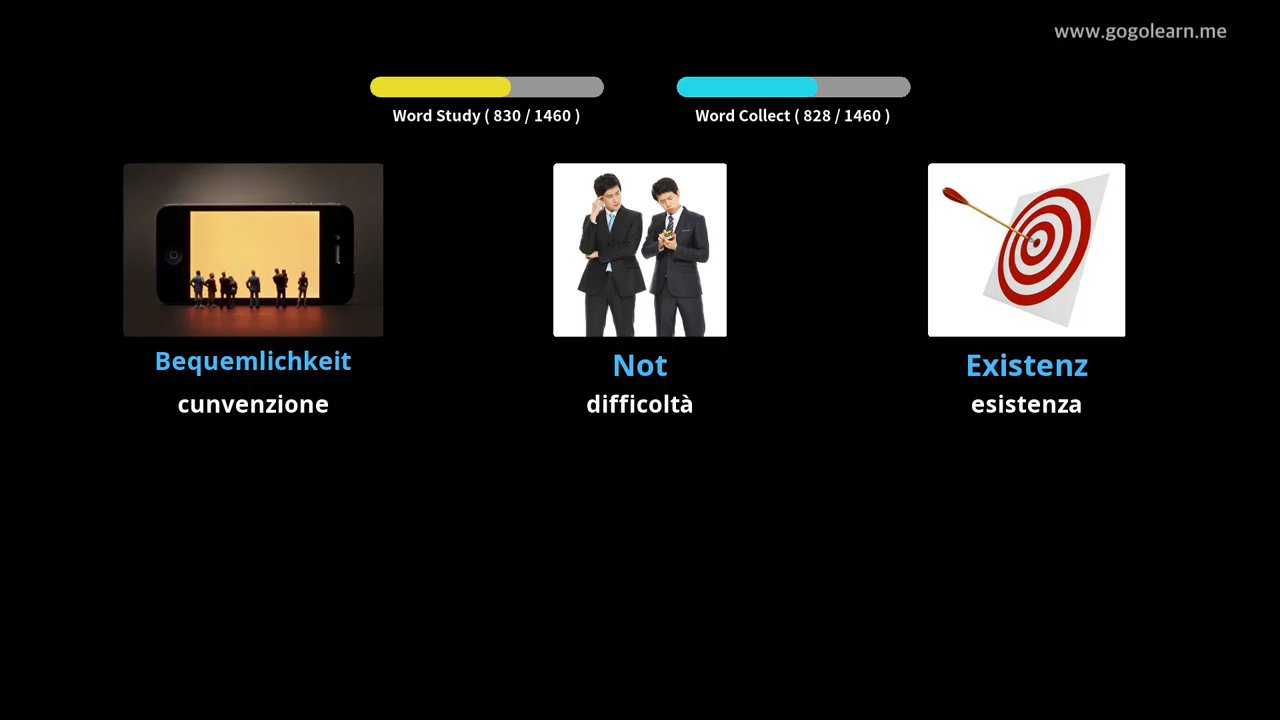 www.gogolearn.me
Word Study ( 830 / 1460 )
Word Collect ( 828 / 1460 )
Bequemlichkeit
cunvenzione
Not
difficoltà
Existenz
esistenza